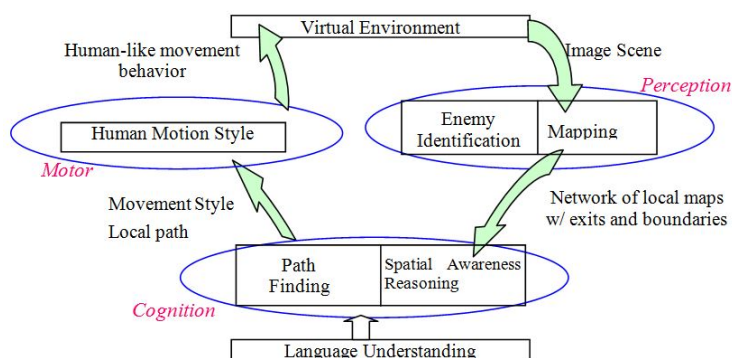 Virtual Environment
Human-like movement
behavior
Image Scene
Perception
Enemy
Identification
Mapping
Human Motion Style
Motor
Network of local maps
w/ exits and boundaries
Movement Style
Local path
Path
Finding
Spatial Awareness
Reasoning
Cognition
Language Understanding